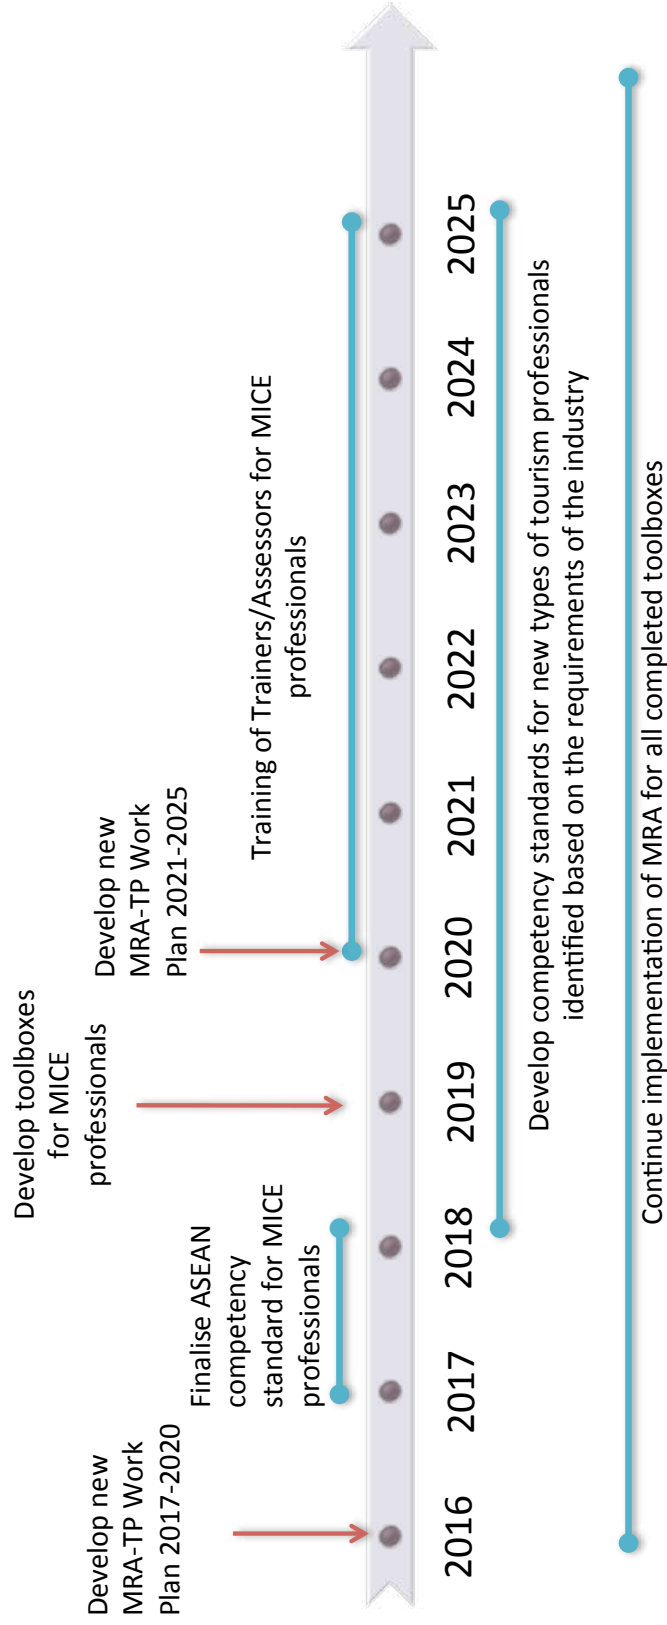 Develop new
MRA-TP Work
Plan 2017-2020
Finalise ASEAN
competency
standard for MICE
professionals
Develop toolboxes
for MICE
professionals
Develop new
MRA-TP Work
Plan 2021-2025
Training of Trainers/Assessors for MICE
professionals
2016
2017
2018
2019
2020
2021
2022
2023
2024
2025
Develop competency standards for new types of tourism professionals
identified based on the requirements of the industry
Continue implementation of MRA for all completed toolboxes